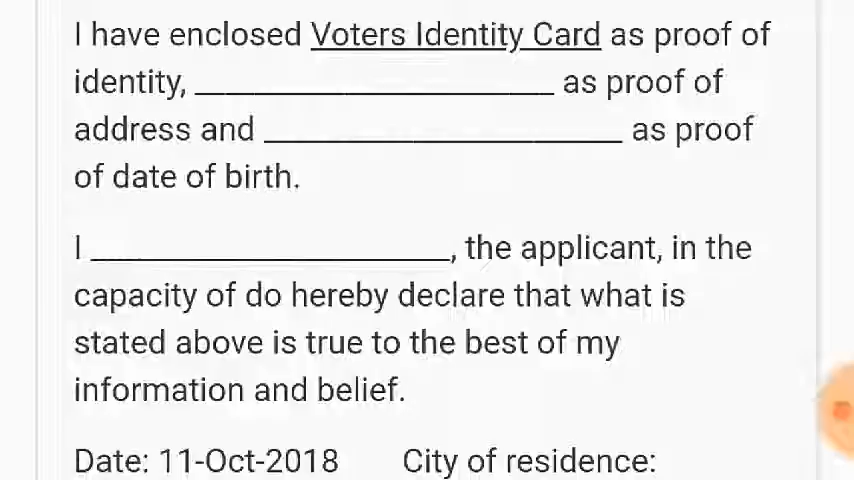 I have enclosed Voters Identity Card as proof of
identity, ____________________ as proof of
address and ____________________ as proof
of date of birth.
I ____________________, the applicant, in the
capacity of do hereby declare that what is
stated above is true to the best of my
information and belief.
Date: 11-Oct-2018 City of residence: